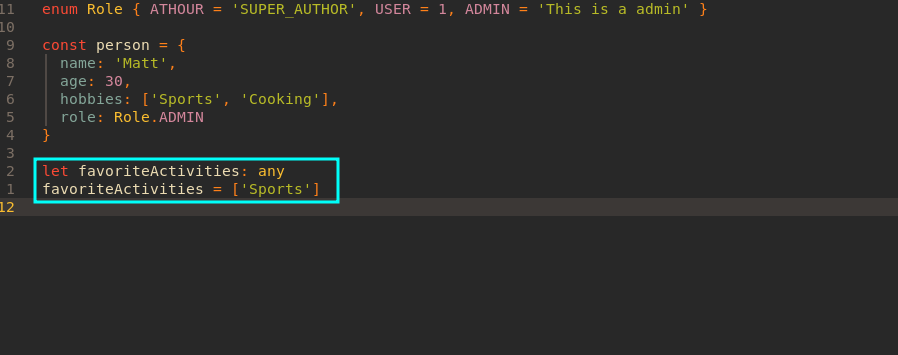 11 enum Role { ATHOUR = 'SUPER_AUTHOR', USER = 1, ADMIN = 'This is a admin' }
10
9 const person = {
8 name: 'Matt',
7 age: 30,
6 hobbies: ['Sports', 'Cooking'],
5 role: Role.ADMIN
4 }
3
2 let favoriteActivities: any
1 favoriteActivities = ['Sports']
12